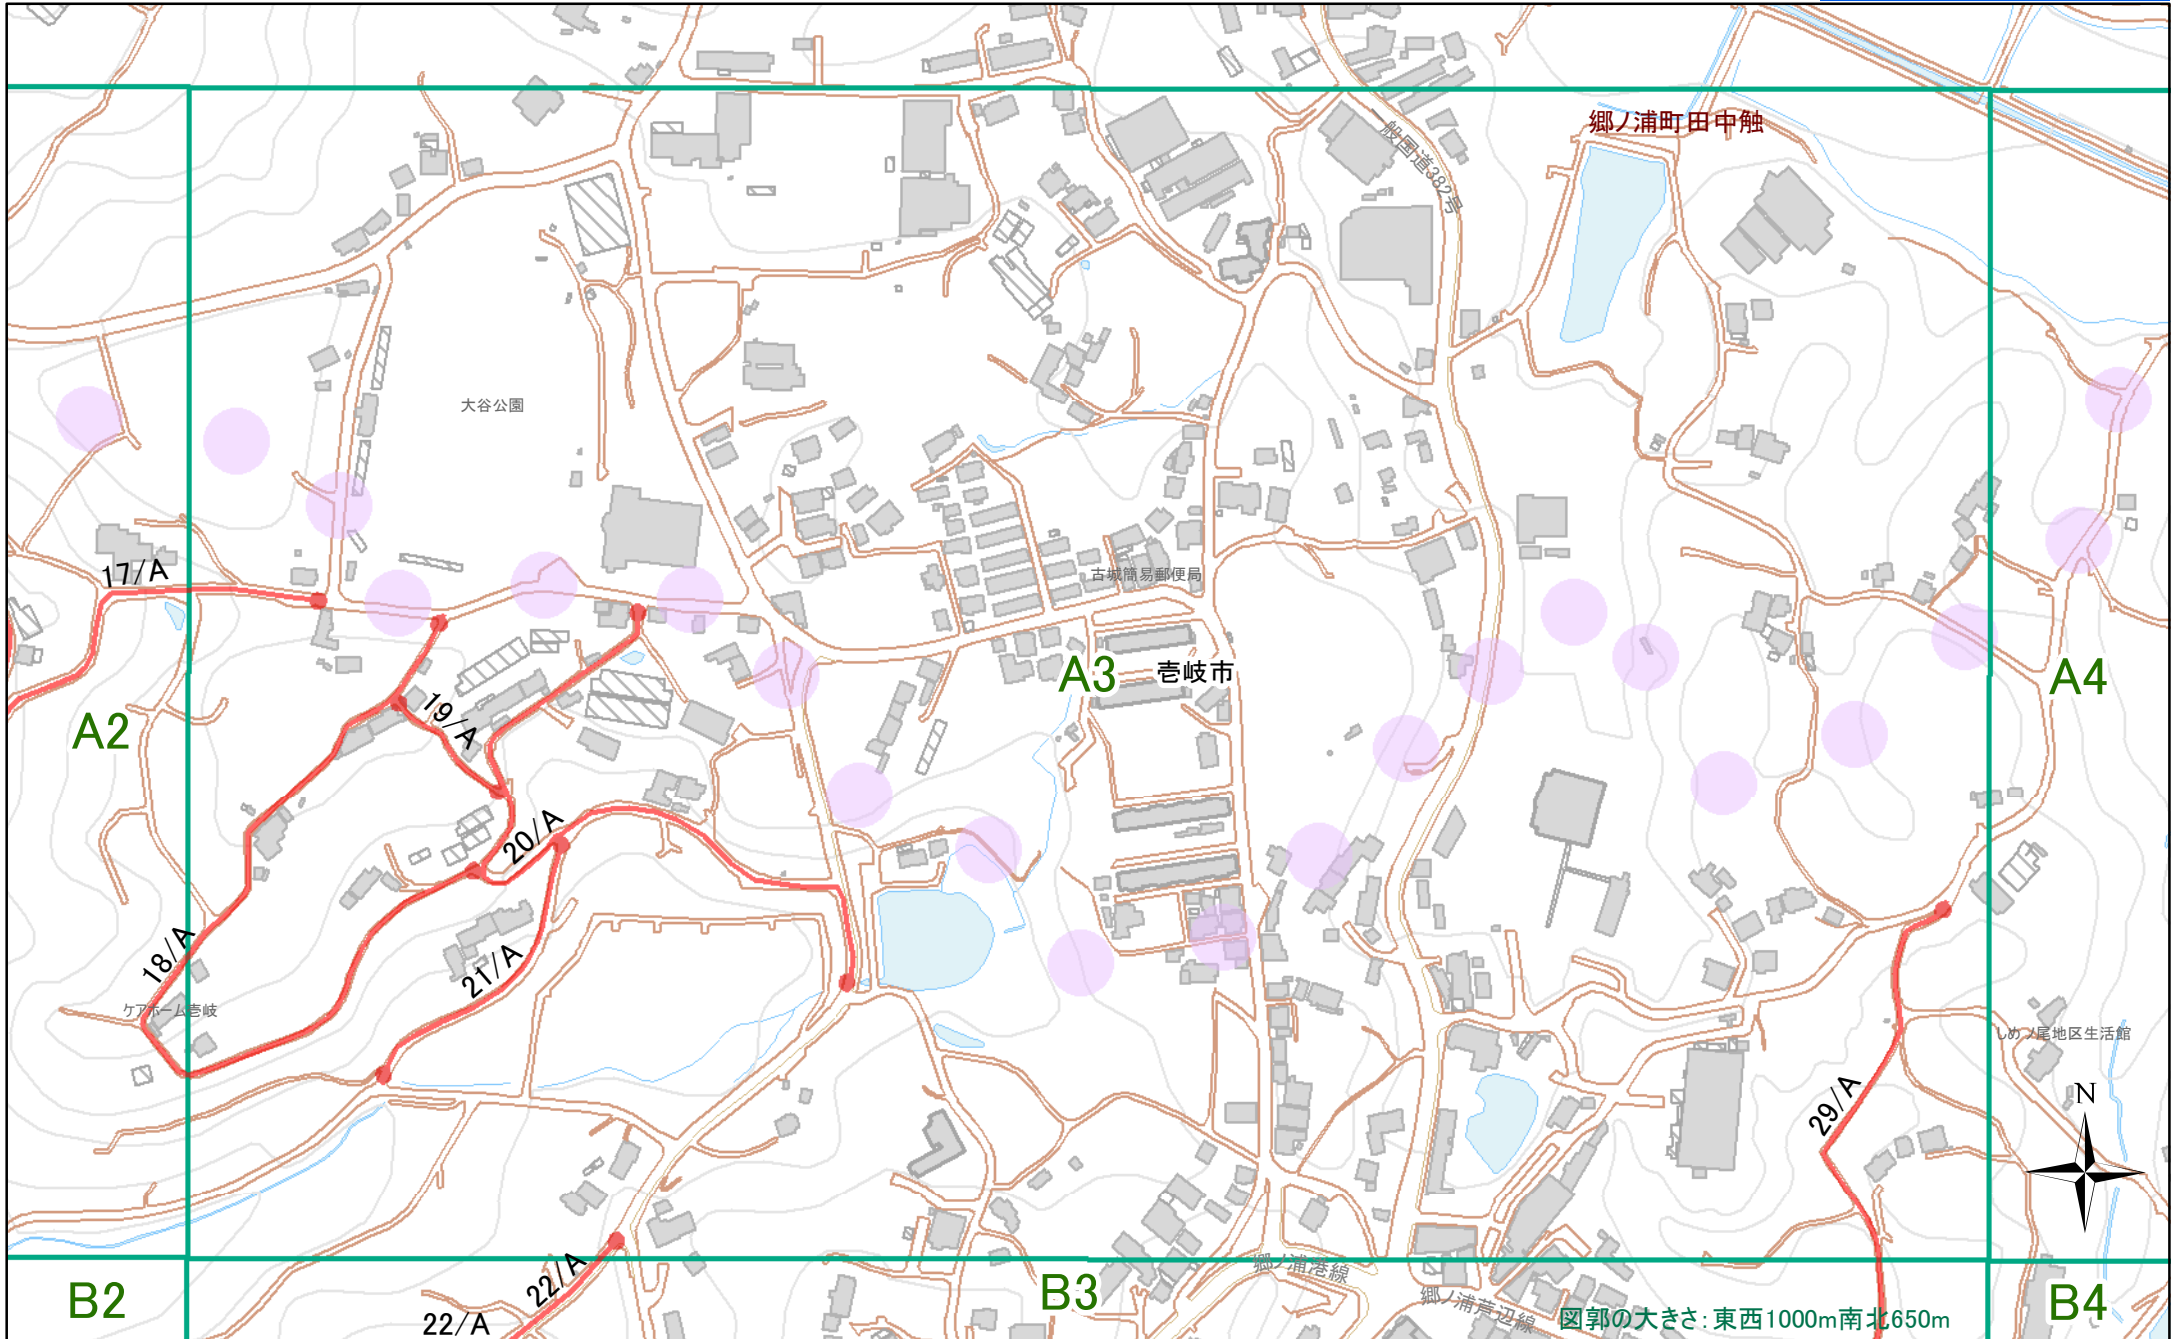 郷ノ浦町田中触
一般国道382号
大谷公園
17/A
古城簡易郵便局
A3
壱岐市
A4
A2
19/A
20/A
18/A
21/A
ケアホーム壱岐
しめノ尾地区生活館
N
29/A
22/A
郷ノ浦港線
B2
B3
B4
22/A
郷ノ浦芦辺線
図郭の大きさ：東西1000m南北650m